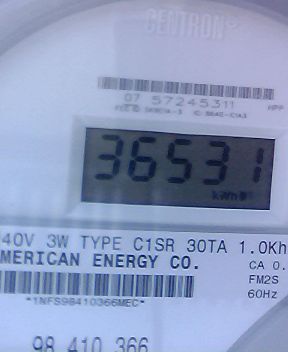 CENTRON®
07 57245311
36531
kWh
40V 3W TYPE C1SR 30TA 1.0Kh
MERICAN ENERGY CO.
CA 0.
FM2S
*1NFS98410366MEC*
60Hz
98 410 366